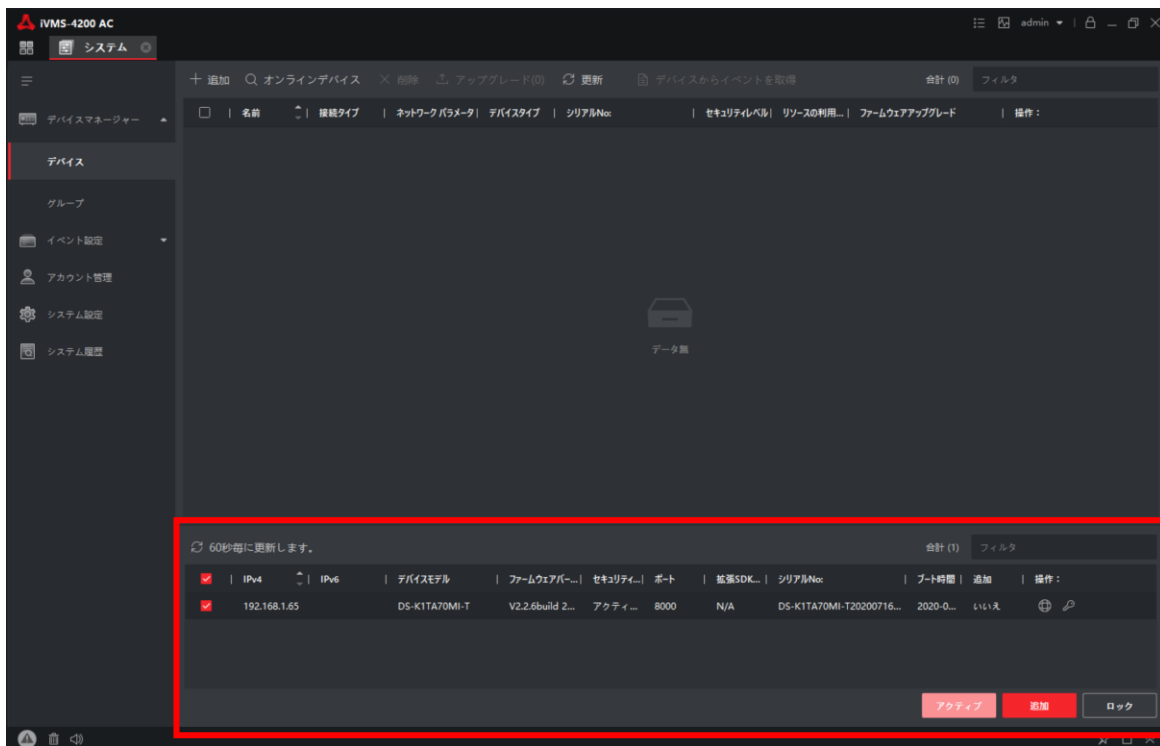 iVMS-4200 AC
admin
システム
追加 オンラインデバイス 削除 アップグレード(0) 更新 デバイスからイベントを取得 合計 (0) フィルタ
名前 接続タイプ ネットワーク パラメータ デバイスタイプ シリアルNo: セキュリティレベル リソースの利用... ファームウェアアップグレード 操作：
デバイスマネージャー
デバイス
グループ
イベント設定
アカウント管理
システム設定
システム履歴
データ無
60秒毎に更新します。 合計 (1) フィルタ
IPv4 IPv6 デバイスモデル ファームウェアバー... セキュリティ... ポート 拡張SDK... シリアルNo: ブート時間 追加 操作：
192.168.1.65 DS-K1TA70MI-T V2.2.6build 2... アクティ... 8000 N/A DS-K1TA70MI-T20200716... 2020-0... いいえ
アクティブ 追加 ロック